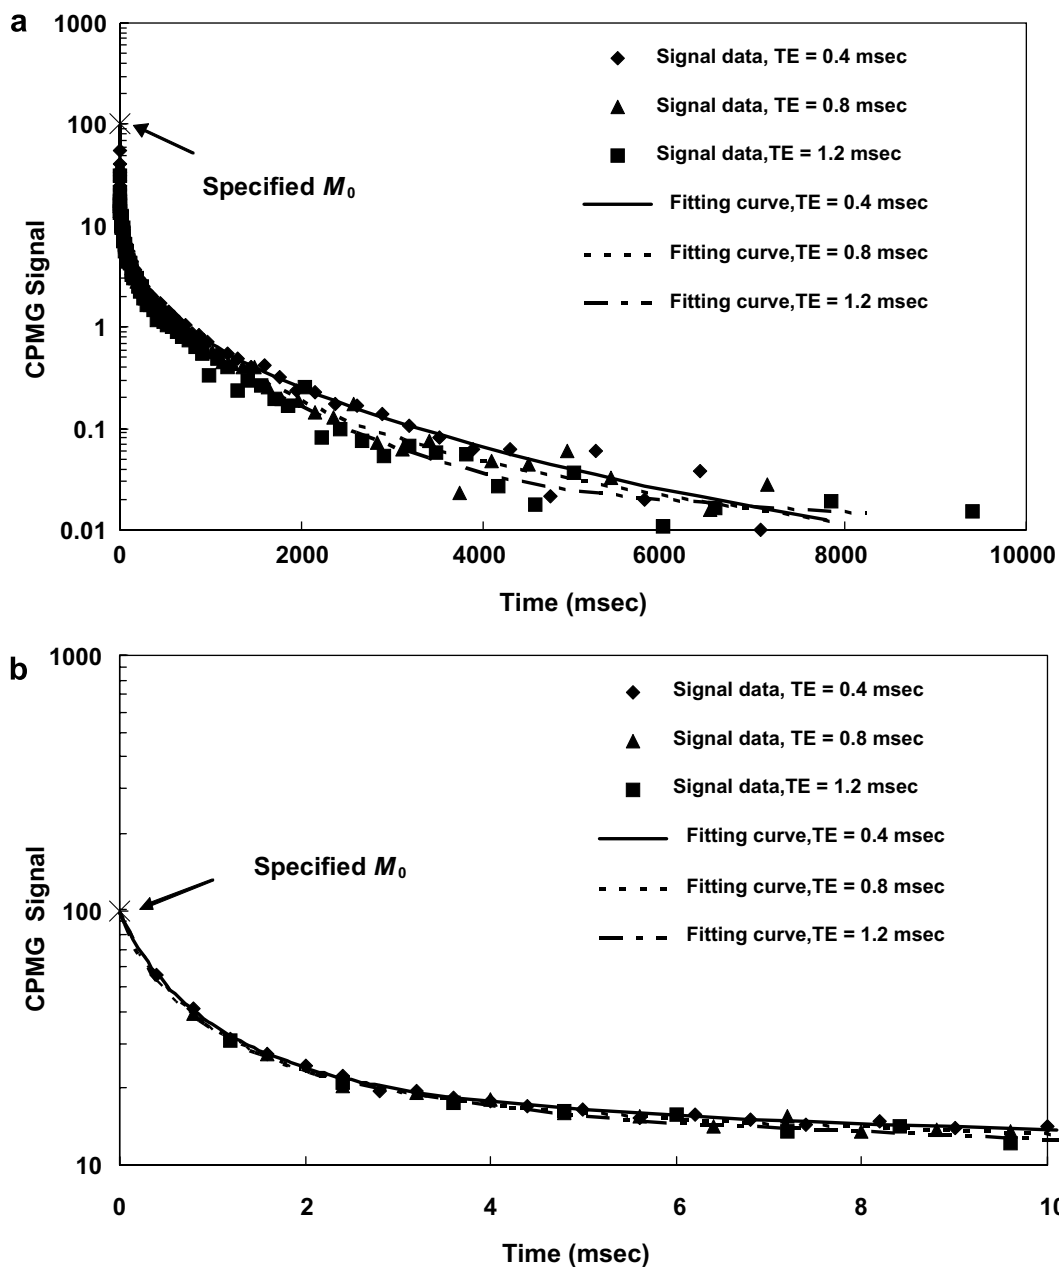 a
1000
100
10
1
0.1
0.01
CPMG Signal
Signal data, TE = 0.4 msec
Signal data, TE = 0.8 msec
Signal data,TE = 1.2 msec
Fitting curve,TE = 0.4 msec
Fitting curve,TE = 0.8 msec
Fitting curve,TE = 1.2 msec
Specified M0
0 2000 4000 6000 8000 10000
Time (msec)
b
1000
100
10
CPMG Signal
Signal data, TE = 0.4 msec
Signal data, TE = 0.8 msec
Signal data,TE = 1.2 msec
Fitting curve,TE = 0.4 msec
Fitting curve,TE = 0.8 msec
Fitting curve,TE = 1.2 msec
Specified M0
0 2 4 6 8 10
Time (msec)